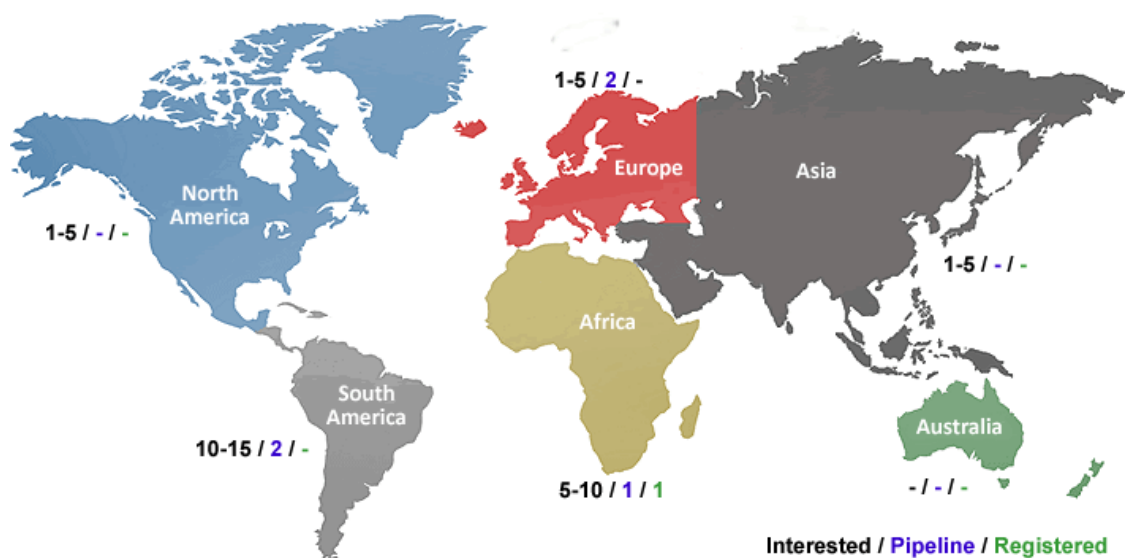 1-5 / 2 / -
Europe
Asia
North
America
1-5 / - / -
1-5 / - / -
Africa
South
America
Australia
10-15 / 2 / -
5-10 / 1 / 1
- / - / -
Interested / Pipeline / Registered